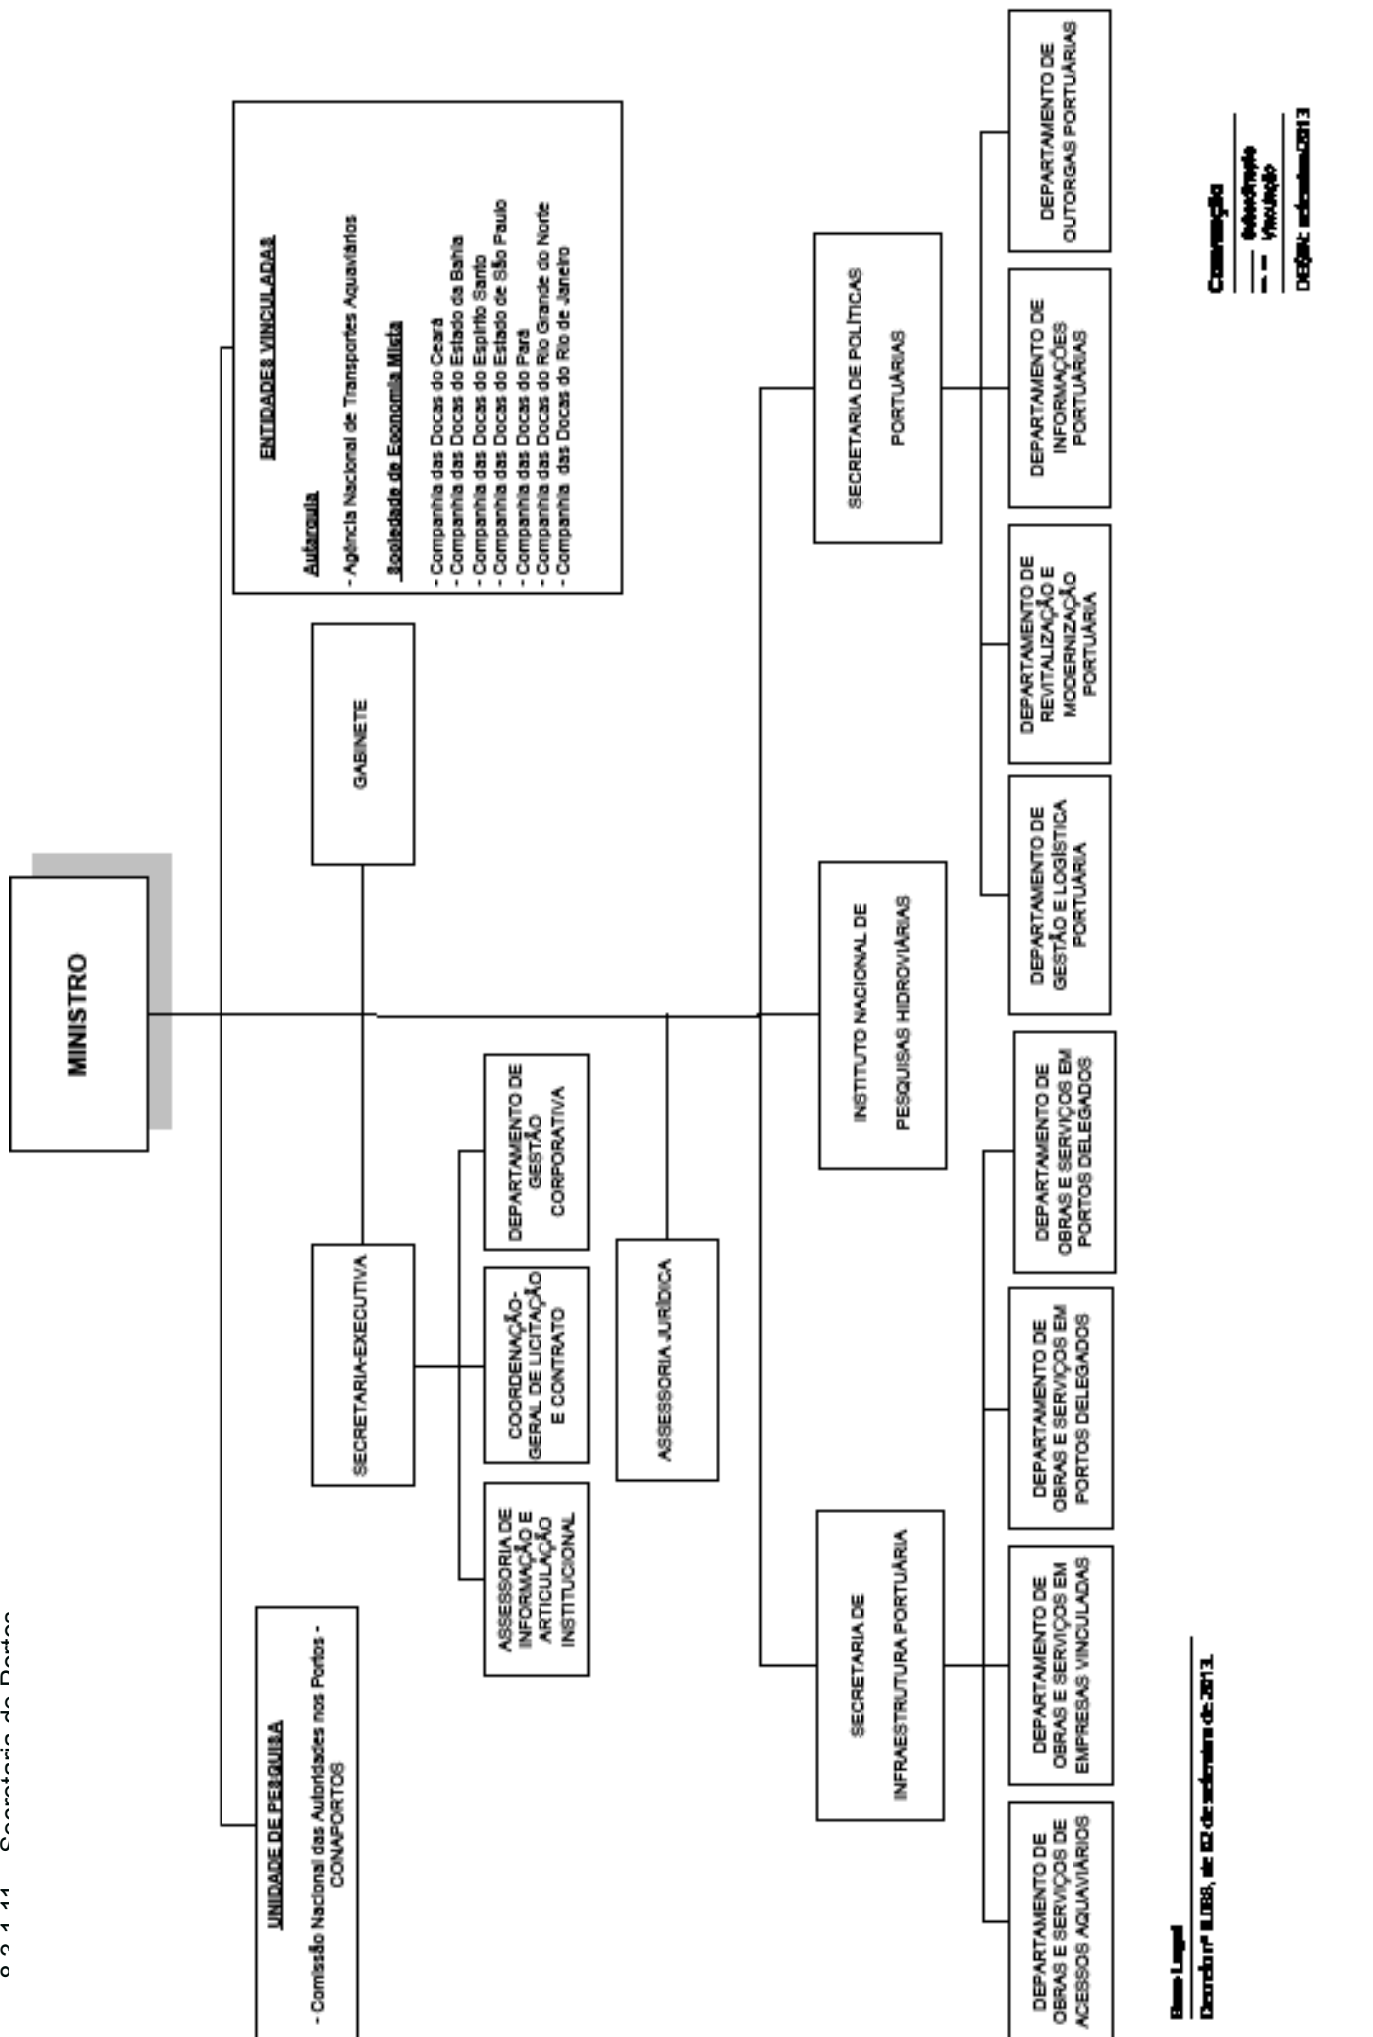 MINISTRO
UNIDADE DE PESQUISA
- Comissão Nacional das Autoridades nos Portos -
CONAPORTOS
ENTIDADES VINCULADAS
Autarquia
- Agência Nacional de Transportes Aquaviários
Sociedade de Economia Mista
- Companhia das Docas do Ceará
- Companhia das Docas do Estado da Bahia
- Companhia das Docas do Espírito Santo
- Companhia das Docas do Estado de São Paulo
- Companhia das Docas do Pará
- Companhia das Docas do Rio Grande do Norte
- Companhia das Docas do Rio de Janeiro
SECRETARIA-EXECUTIVA
GABINETE
ASSESSORIA DE
INFORMAÇÃO E
ARTICULAÇÃO
INSTITUCIONAL
COORDENAÇÃO-
GERAL DE LICITAÇÃO
E CONTRATO
DEPARTAMENTO DE
GESTÃO
CORPORATIVA
ASSESSORIA JURÍDICA
SECRETARIA DE
INFRAESTRUTURA PORTUÁRIA
INSTITUTO NACIONAL DE
PESQUISAS HIDROVIÁRIAS
SECRETARIA DE POLÍTICAS
PORTUÁRIAS
DEPARTAMENTO DE
OBRAS E SERVIÇOS DE
ACESSOS AQUAVIÁRIOS
DEPARTAMENTO DE
OBRAS E SERVIÇOS EM
EMPRESAS VINCULADAS
DEPARTAMENTO DE
OBRAS E SERVIÇOS EM
PORTOS DELEGADOS
DEPARTAMENTO DE
OBRAS E SERVIÇOS EM
PORTOS DELEGADOS
DEPARTAMENTO DE
GESTÃO E LOGÍSTICA
PORTUÁRIA
DEPARTAMENTO DE
REVITALIZAÇÃO E
MODERNIZAÇÃO
PORTUÁRIA
DEPARTAMENTO DE
INFORMAÇÕES
PORTUÁRIAS
DEPARTAMENTO DE
OUTORGAS PORTUÁRIAS
Base Legal
Decreto nº 8.088, de 02 de setembro de 2013.
Convenção
Subordinação
Vinculação